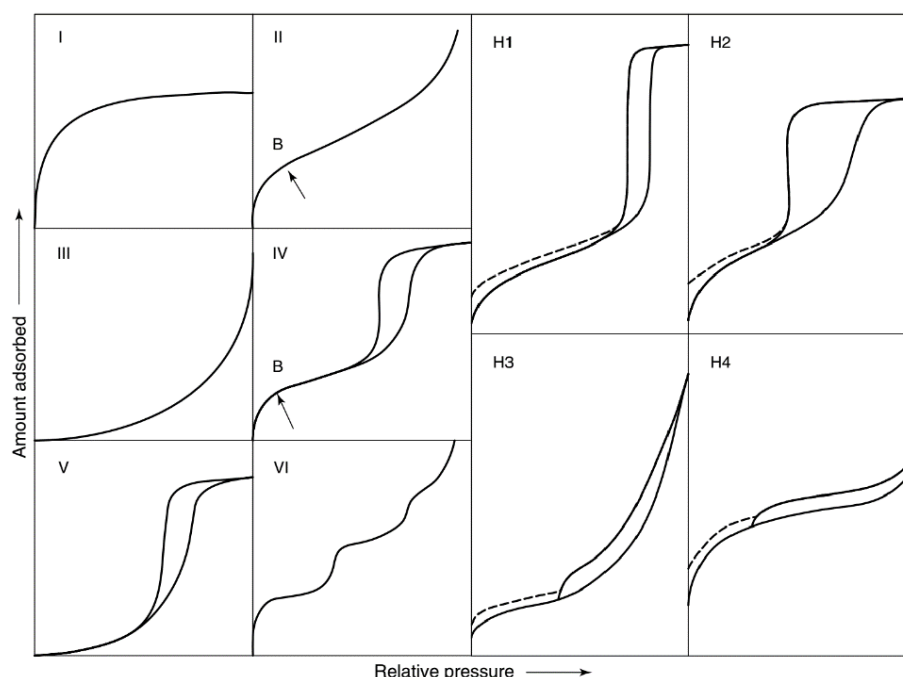 I
II
H1
H2
B
III
IV
B
H3
H4
V
VI
Amount adsorbed
Relative pressure